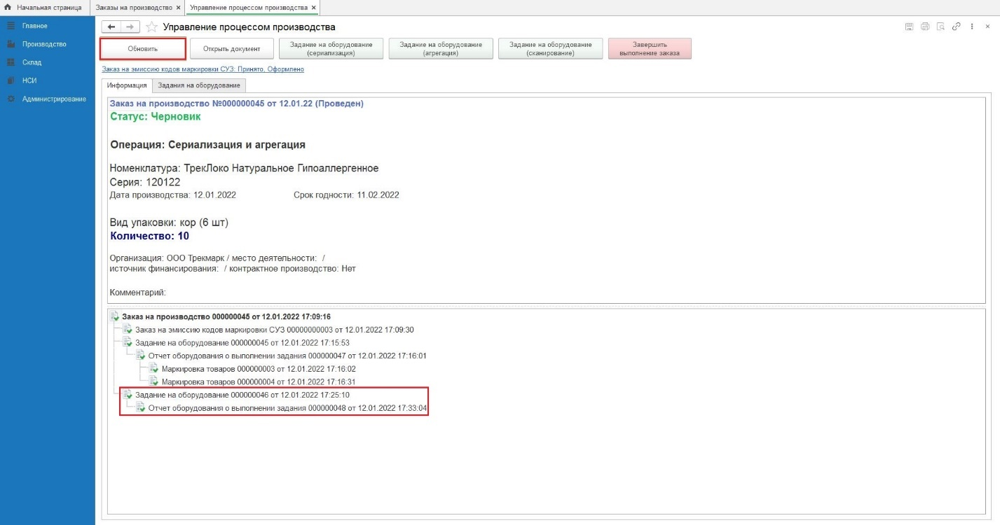 Начальная страница
Заказы на производство ×
Управление процессом производства ×
Главное
Производство
Склад
НСИ
Администрирование
Управление процессом производства
Обновить
Открыть документ
Задание на оборудование
(сериализация)
Задание на оборудование
(агрегация)
Задание на оборудование
(сканирование)
Завершить
выполнение заказа
Заказ на эмиссию кодов маркировки СУЗ: Принято, Оформлено
Информация
Задания на оборудование
Заказ на производство №000000045 от 12.01.22 (Проведен)
Статус: Черновик
Операция: Сериализация и агрегация
Номенклатура: ТрекЛоко Натуральное Гипоаллергенное
Серия: 120122
Дата производства: 12.01.2022 Срок годности: 11.02.2022
Вид упаковки: кор (6 шт)
Количество: 10
Организация: ООО Трекмарк / место деятельности: /
источник финансирования: / контрактное производство: Нет
Комментарий:
Заказ на производство 000000045 от 12.01.2022 17:09:16
Заказ на эмиссию кодов маркировки СУЗ 00000000003 от 12.01.2022 17:09:30
Задание на оборудование 000000045 от 12.01.2022 17:15:53
Отчет оборудования о выполнении задания 000000047 от 12.01.2022 17:16:01
Маркировка товаров 000000003 от 12.01.2022 17:16:02
Маркировка товаров 000000004 от 12.01.2022 17:16:31
Задание на оборудование 000000046 от 12.01.2022 17:25:10
Отчет оборудования о выполнении задания 000000048 от 12.01.2022 17:33:04